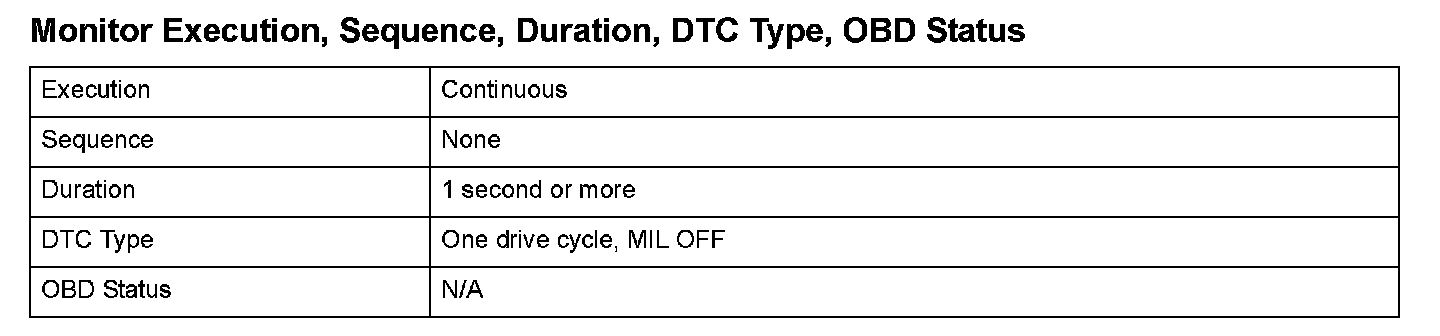 Monitor Execution, Sequence, Duration, DTC Type, OBD Status
Execution Continuous
Sequence None
Duration 1 second or more
DTC Type One drive cycle, MIL OFF
OBD Status N/A